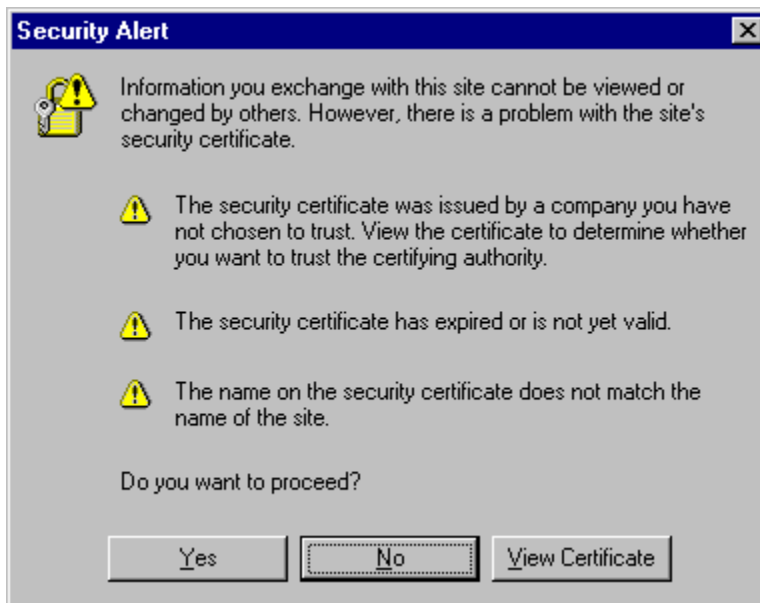 Security Alert
Information you exchange with this site cannot be viewed or
changed by others. However, there is a problem with the site's
security certificate.
The security certificate was issued by a company you have
not chosen to trust. View the certificate to determine whether
you want to trust the certifying authority.
The security certificate has expired or is not yet valid.
The name on the security certificate does not match the
name of the site.
Do you want to proceed?
Yes No View Certificate